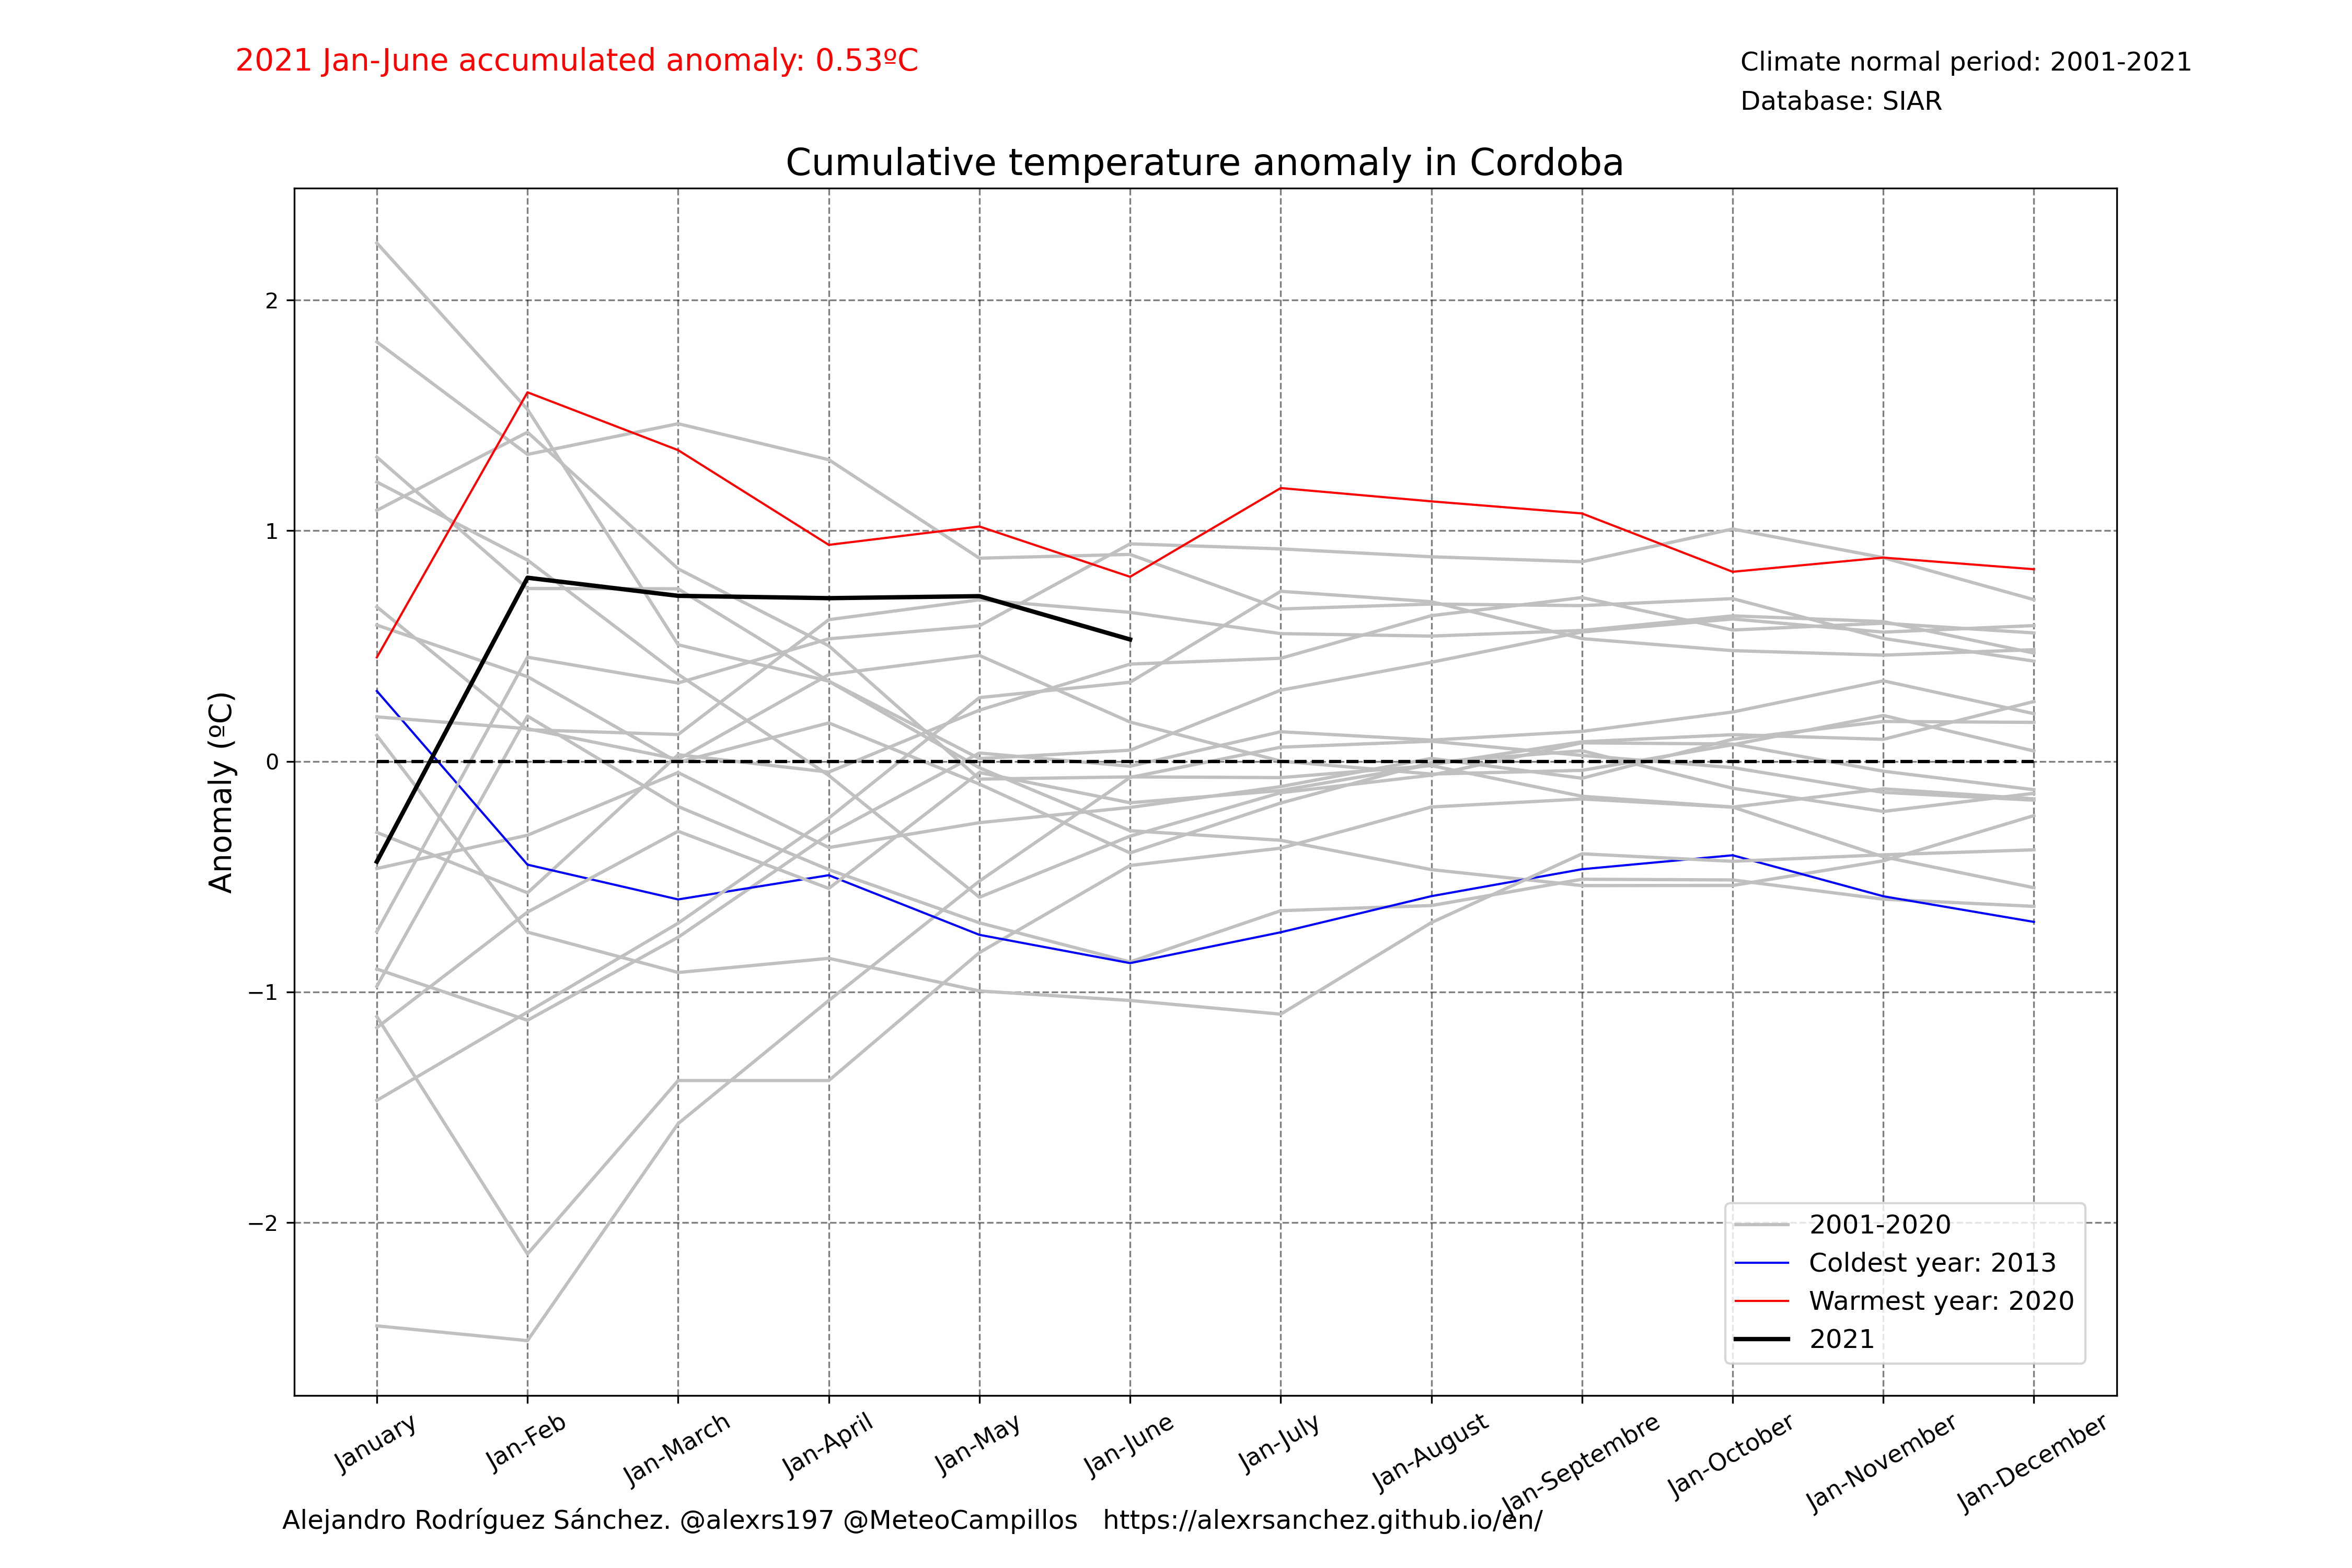 2021 Jan-June accumulated anomaly: 0.53ºC
Climate normal period: 2001-2021
Database: SIAR
Cumulative temperature anomaly in Cordoba
Anomaly (ºC)
2
1
0
−1
−2
2001-2020
Coldest year: 2013
Warmest year: 2020
2021
January
Jan-Feb
Jan-March
Jan-April
Jan-May
Jan-June
Jan-July
Jan-August
Jan-Septembre
Jan-October
Jan-November
Jan-December
Alejandro Rodríguez Sánchez. @alexrs197 @MeteoCampillos https://alexrsanchez.github.io/en/